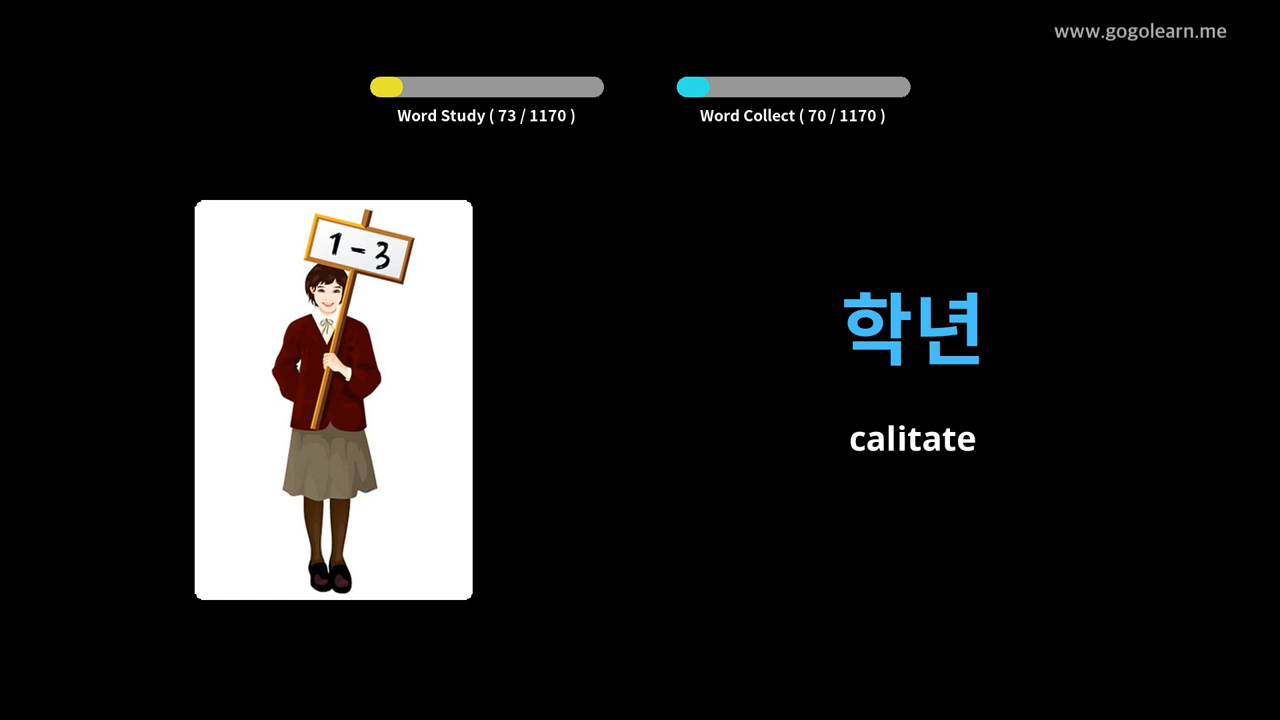 www.gogolearn.me
Word Study ( 73 / 1170 )
Word Collect ( 70 / 1170 )
1 - 3
학년
calitate